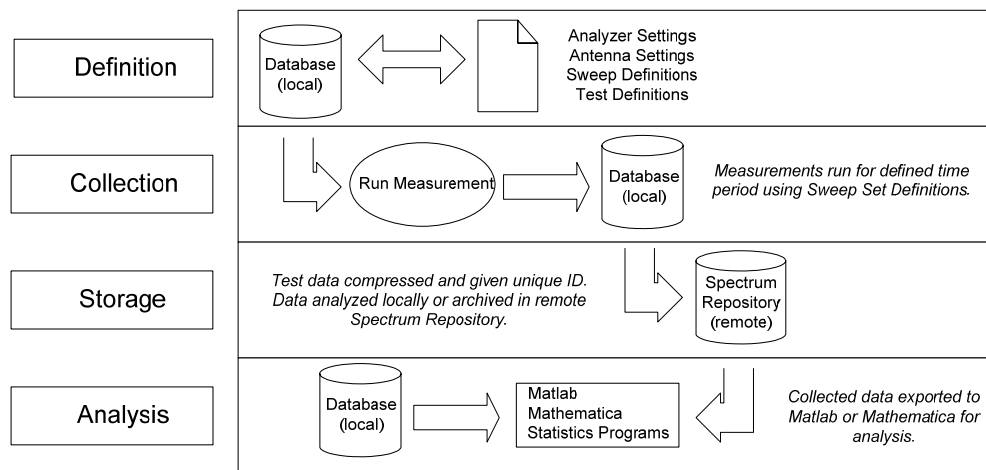 Definition
Database
(local)
Analyzer Settings
Antenna Settings
Sweep Definitions
Test Definitions
Collection
Run Measurement
Database
(local)
Measurements run for defined time
period using Sweep Set Definitions.
Storage
Test data compressed and given unique ID.
Data analyzed locally or archived in remote
Spectrum Repository.
Spectrum
Repository
(remote)
Analysis
Database
(local)
Matlab
Mathematica
Statistics Programs
Collected data exported to
Matlab or Mathematica for
analysis.